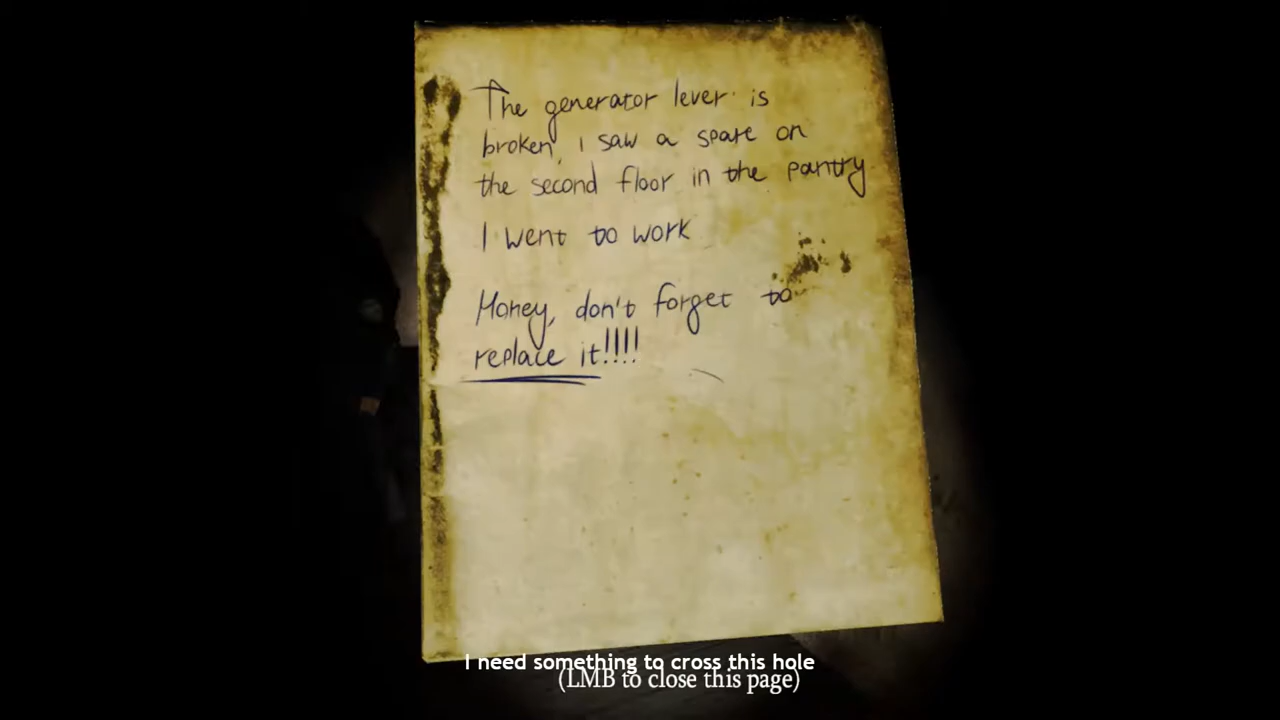 The generator lever is
broken, I saw a spare on
the second floor in the pantry
I went to work
Honey, don't forget to
replace it!!!!
I need something to cross this hole
(LMB to close this page)